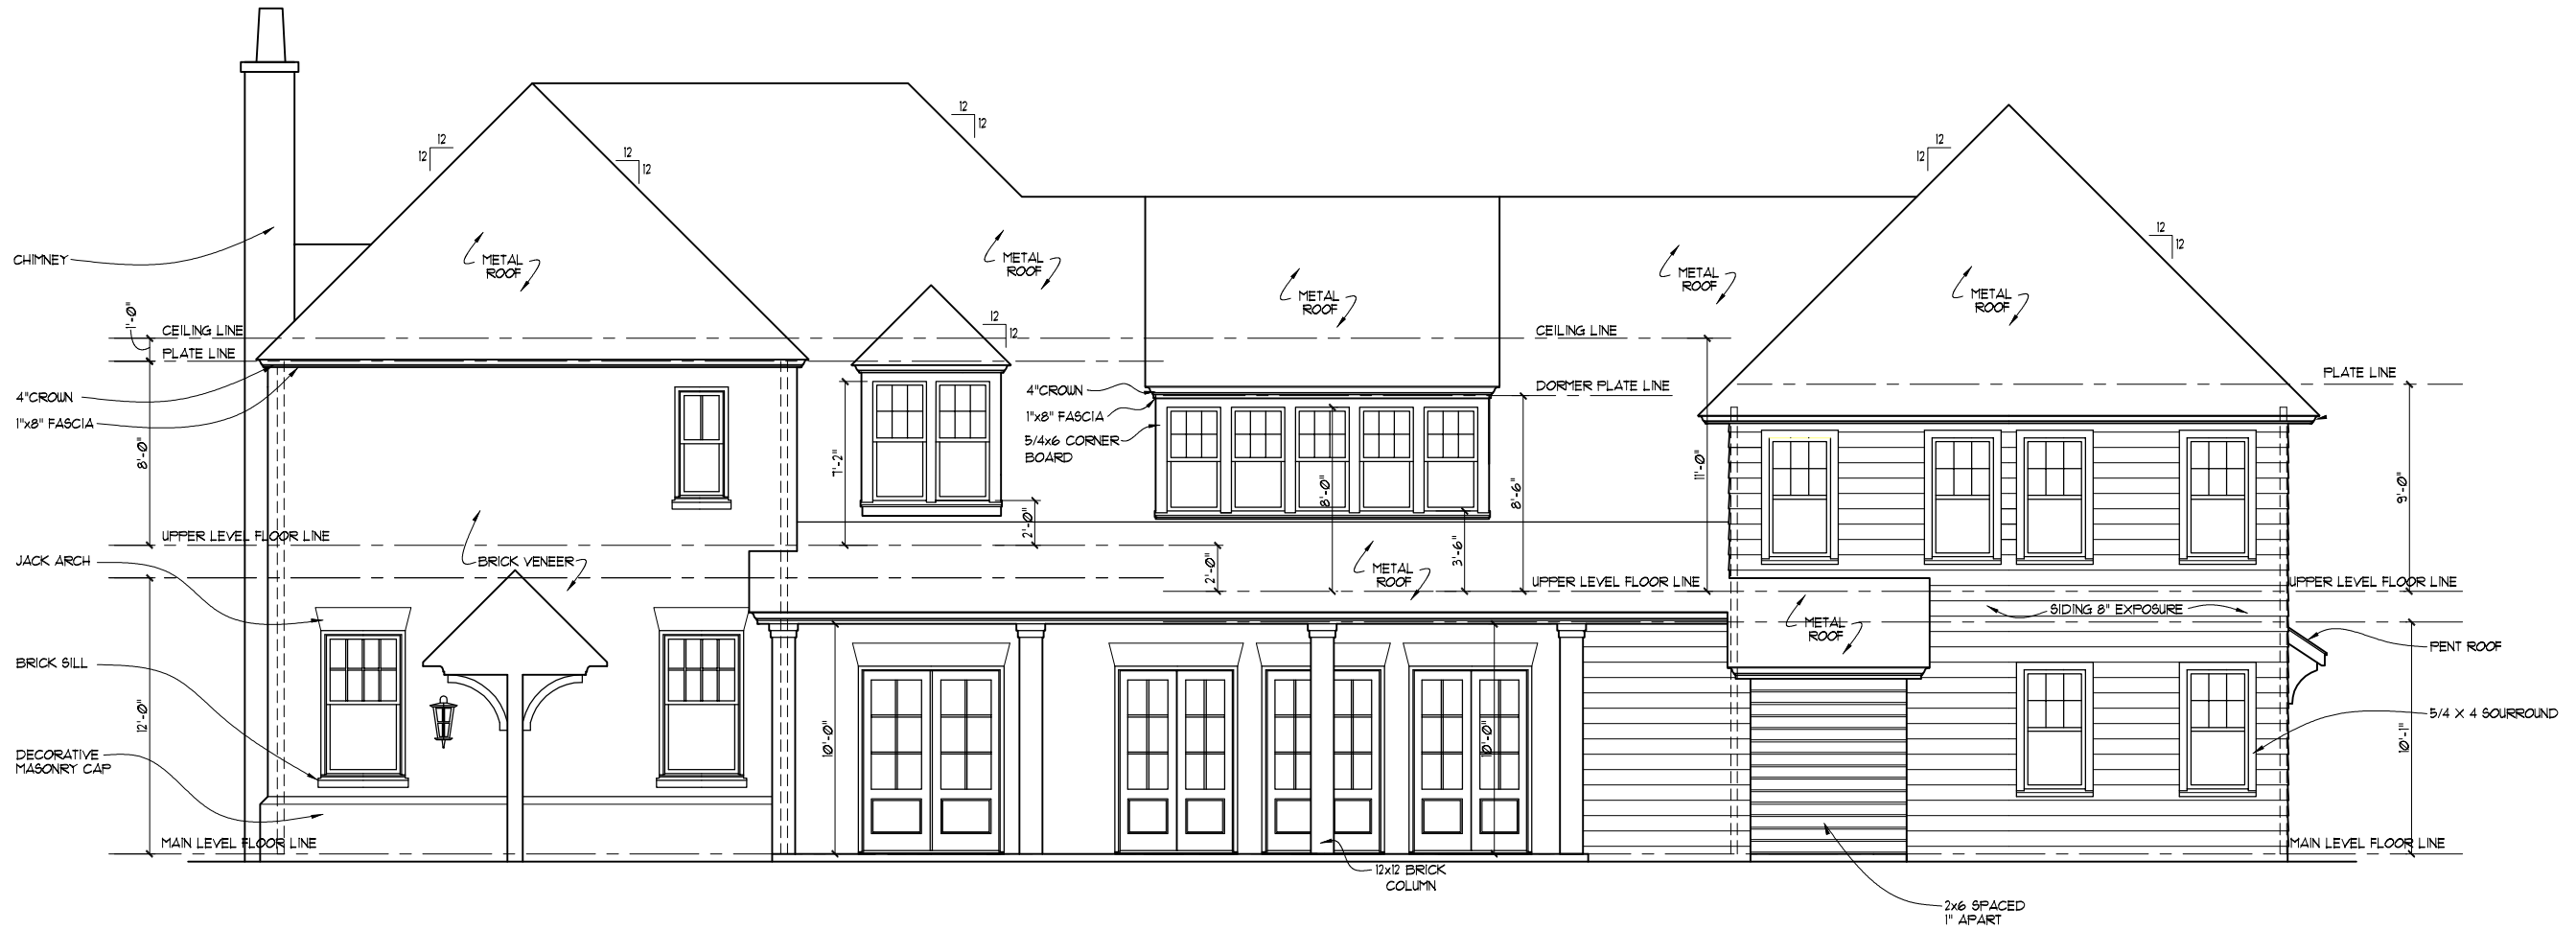 12
12
12
12
12
12
12
12
12
12
12
12
CHIMNEY
METAL
ROOF
METAL
ROOF
METAL
ROOF
METAL
ROOF
METAL
ROOF
1'-0"
CEILING LINE
PLATE LINE
CEILING LINE
PLATE LINE
4"CROWN
1"x8" FASCIA
4"CROWN
1"x8" FASCIA
5/4x6 CORNER
BOARD
DORMER PLATE LINE
8'-0"
7'-2"
2'-0"
8'-0"
8'-6"
3'-6"
11'-0"
9'-0"
UPPER LEVEL FLOOR LINE
JACK ARCH
BRICK VENEER
2'-0"
METAL
ROOF
UPPER LEVEL FLOOR LINE
UPPER LEVEL FLOOR LINE
SIDING 8" EXPOSURE
METAL
ROOF
PENT ROOF
BRICK SILL
12'-0"
10'-0"
10'-0"
10'-1"
5/4 X 4 SOURROUND
DECORATIVE
MASONRY CAP
MAIN LEVEL FLOOR LINE
MAIN LEVEL FLOOR LINE
12x12 BRICK
COLUMN
2x6 SPACED
1" APART